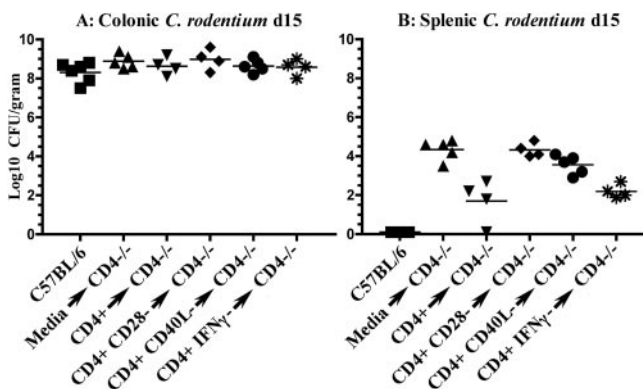 A: Colonic C. rodentium d15
B: Splenic C. rodentium d15
Log10 CFU/gram
10
8
6
4
2
0
C57BL/6
Media → CD4-/-
CD4+ → CD4-/-
CD4+ CD28- → CD4-/-
CD4+ CD40L- → CD4-/-
CD4+ IFNγ- → CD4-/-
10
8
6
4
2
0
C57BL/6
Media → CD4-/-
CD4+ → CD4-/-
CD4+ CD28- → CD4-/-
CD4+ CD40L- → CD4-/-
CD4+ IFNγ- → CD4-/-